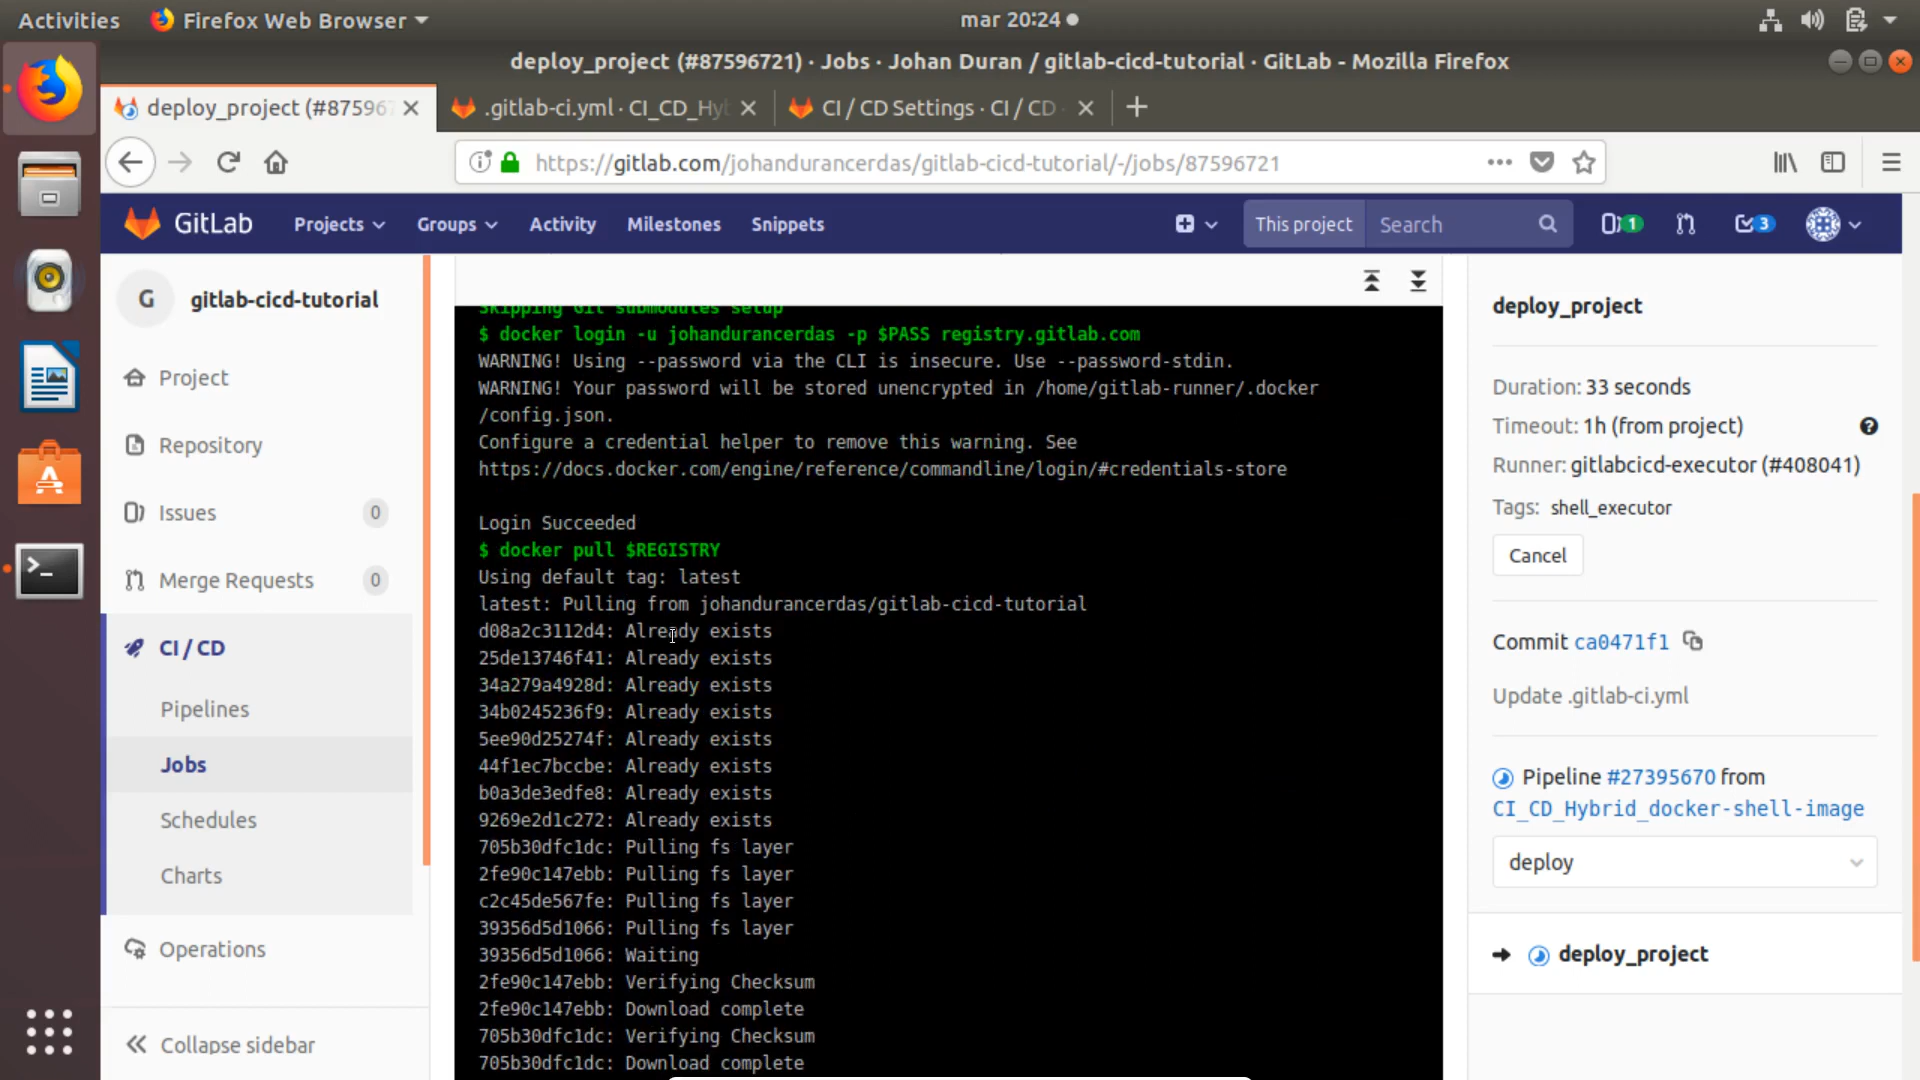 Activities
Firefox Web Browser
mar 20:24
deploy_project (#87596721) · Jobs · Johan Duran / gitlab-cicd-tutorial · GitLab - Mozilla Firefox
deploy_project (#87596
.gitlab-ci.yml · CI_CD_Hyb
CI / CD Settings · CI / CD
https://gitlab.com/johandurancerdas/gitlab-cicd-tutorial/-/jobs/87596721
GitLab
Projects
Groups
Activity
Milestones
Snippets
This project
Search
1
3
G
gitlab-cicd-tutorial
Project
Repository
Issues
0
Merge Requests
0
CI / CD
Pipelines
Jobs
Schedules
Charts
Operations
Collapse sidebar
Skipping Git submodules setup
$ docker login -u johandurancerdas -p $PASS registry.gitlab.com
WARNING! Using --password via the CLI is insecure. Use --password-stdin.
WARNING! Your password will be stored unencrypted in /home/gitlab-runner/.docker
/config.json.
Configure a credential helper to remove this warning. See
https://docs.docker.com/engine/reference/commandline/login/#credentials-store
Login Succeeded
$ docker pull $REGISTRY
Using default tag: latest
latest: Pulling from johandurancerdas/gitlab-cicd-tutorial
d08a2c3112d4: Already exists
25de13746f41: Already exists
34a279a4928d: Already exists
34b0245236f9: Already exists
5ee90d25274f: Already exists
44f1ec7bccbe: Already exists
b0a3de3edfe8: Already exists
9269e2d1c272: Already exists
705b30dfc1dc: Pulling fs layer
2fe90c147ebb: Pulling fs layer
c2c45de567fe: Pulling fs layer
39356d5d1066: Pulling fs layer
39356d5d1066: Waiting
2fe90c147ebb: Verifying Checksum
2fe90c147ebb: Download complete
705b30dfc1dc: Verifying Checksum
705b30dfc1dc: Download complete
deploy_project
Duration: 33 seconds
Timeout: 1h (from project)
Runner: gitlabcicd-executor (#408041)
Tags: shell_executor
Cancel
Commit ca0471f1
Update .gitlab-ci.yml
Pipeline #27395670 from
CI_CD_Hybrid_docker-shell-image
deploy
deploy_project